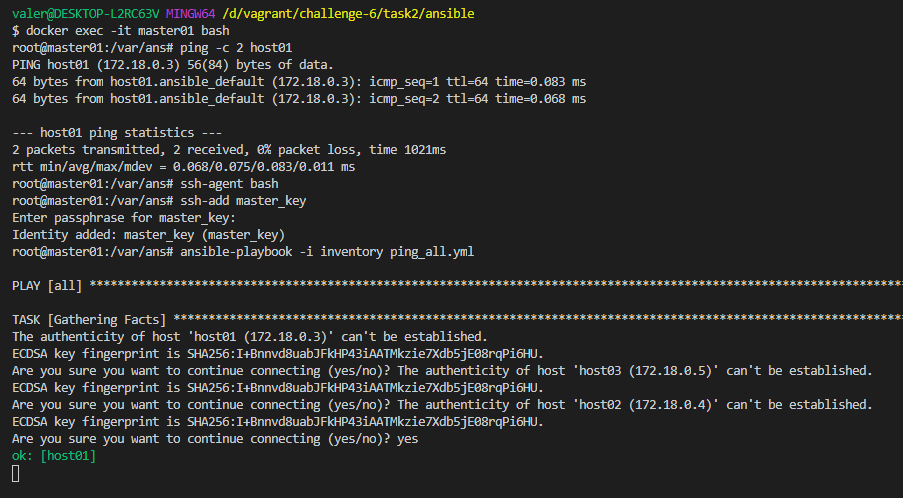 valer@DESKTOP-L2RC63V MINGW64 /d/vagrant/challenge-6/task2/ansible
$ docker exec -it master01 bash
root@master01:/var/ans# ping -c 2 host01
PING host01 (172.18.0.3) 56(84) bytes of data.
64 bytes from host01.ansible_default (172.18.0.3): icmp_seq=1 ttl=64 time=0.083 ms
64 bytes from host01.ansible_default (172.18.0.3): icmp_seq=2 ttl=64 time=0.068 ms

--- host01 ping statistics ---
2 packets transmitted, 2 received, 0% packet loss, time 1021ms
rtt min/avg/max/mdev = 0.068/0.075/0.083/0.011 ms
root@master01:/var/ans# ssh-agent bash
root@master01:/var/ans# ssh-add master_key
Enter passphrase for master_key:
Identity added: master_key (master_key)
root@master01:/var/ans# ansible-playbook -i inventory ping_all.yml

PLAY [all] ********************************************************************************************************************

TASK [Gathering Facts] ********************************************************************************************************
The authenticity of host 'host01 (172.18.0.3)' can't be established.
ECDSA key fingerprint is SHA256:I+Bnnvd8uabJFkHP43iAATMkzie7Xdb5jE08rqPi6HU.
Are you sure you want to continue connecting (yes/no)? The authenticity of host 'host03 (172.18.0.5)' can't be established.
ECDSA key fingerprint is SHA256:I+Bnnvd8uabJFkHP43iAATMkzie7Xdb5jE08rqPi6HU.
Are you sure you want to continue connecting (yes/no)? The authenticity of host 'host02 (172.18.0.4)' can't be established.
ECDSA key fingerprint is SHA256:I+Bnnvd8uabJFkHP43iAATMkzie7Xdb5jE08rqPi6HU.
Are you sure you want to continue connecting (yes/no)? yes
ok: [host01]